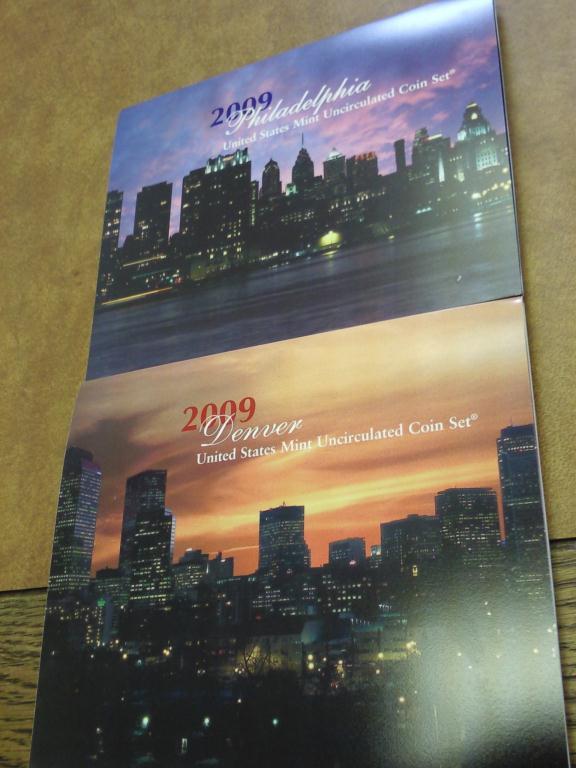 2009
Philadelphia
United States Mint Uncirculated Coin Set®
2009
Denver
United States Mint Uncirculated Coin Set®